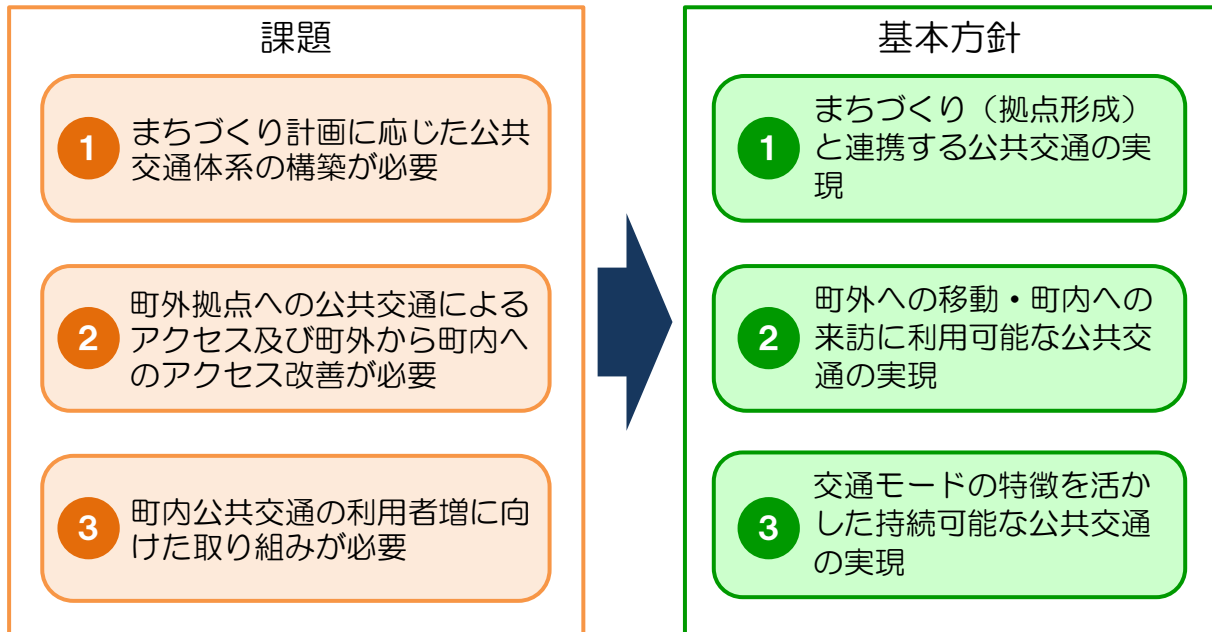 課題
1
まちづくり計画に応じた公共
交通体系の構築が必要
2
町外拠点への公共交通による
アクセス及び町外から町内へ
のアクセス改善が必要
3
町内公共交通の利用者増に向
けた取り組みが必要
基本方針
1
まちづくり（拠点形成）
と連携する公共交通の実
現
2
町外への移動・町内への
来訪に利用可能な公共交
通の実現
3
交通モードの特徴を活か
した持続可能な公共交通
の実現